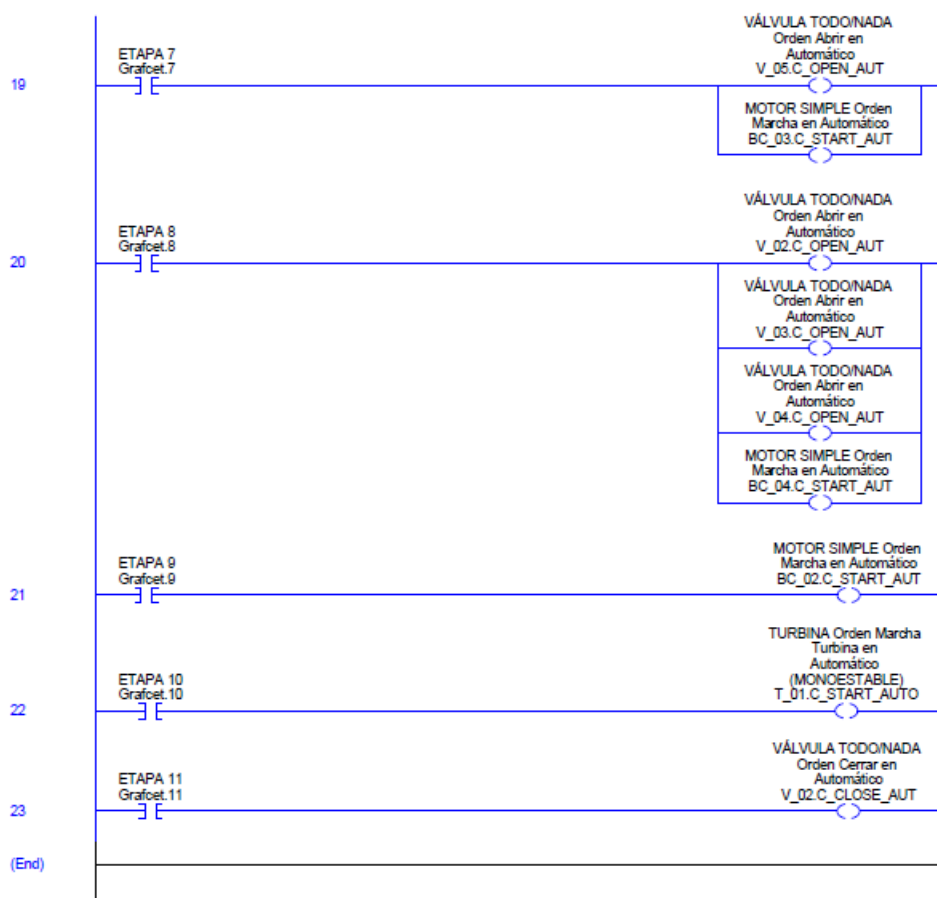 VÁLVULA TODO/NADA
Orden Abrir en
Automático
V_05.C_OPEN_AUT
ETAPA 7
Grafcet.7
19
MOTOR SIMPLE Orden
Marcha en Automático
BC_03.C_START_AUT
VÁLVULA TODO/NADA
Orden Abrir en
Automático
V_02.C_OPEN_AUT
ETAPA 8
Grafcet.8
20
VÁLVULA TODO/NADA
Orden Abrir en
Automático
V_03.C_OPEN_AUT
VÁLVULA TODO/NADA
Orden Abrir en
Automático
V_04.C_OPEN_AUT
MOTOR SIMPLE Orden
Marcha en Automático
BC_04.C_START_AUT
MOTOR SIMPLE Orden
Marcha en Automático
BC_02.C_START_AUT
ETAPA 9
Grafcet.9
21
TURBINA Orden Marcha
Turbina en
Automático
(MONOESTABLE)
T_01.C_START_AUTO
ETAPA 10
Grafcet.10
22
VÁLVULA TODO/NADA
Orden Cerrar en
Automático
V_02.C_CLOSE_AUT
ETAPA 11
Grafcet.11
23
(End)